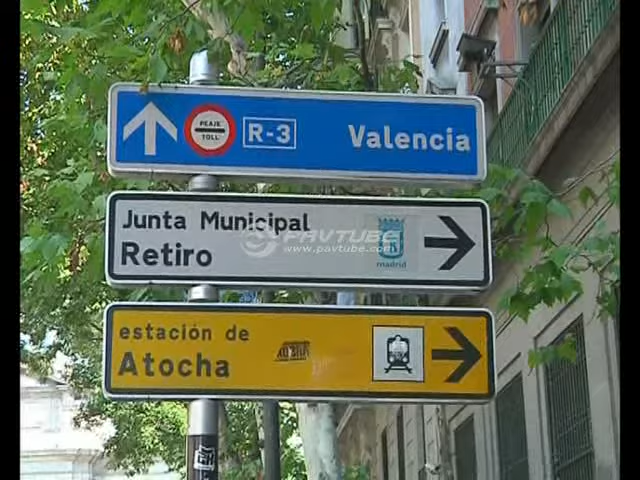 PEAJE
TOLL
R-3
Valencia
Junta Municipal
Retiro
madrid
PAVTUBE
www.pavtube.com
estación de
Atocha